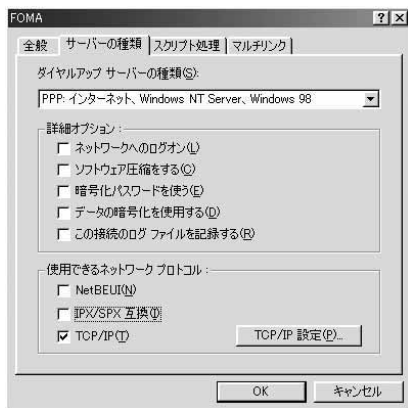 FOMA
全般 サーバーの種類 スクリプト処理 マルチリンク
ダイヤルアップ サーバーの種類(S):
PPP: インターネット、Windows NT Server、Windows 98
詳細オプション:
ネットワークへのログオン(L)
ソフトウェア圧縮をする(C)
暗号化パスワードを使う(E)
データの暗号化を使用する(D)
この接続のログ ファイルを記録する(R)
使用できるネットワーク プロトコル:
NetBEUI(N)
IPX/SPX 互換(I)
TCP/IP(T) TCP/IP 設定(P)...
OK キャンセル